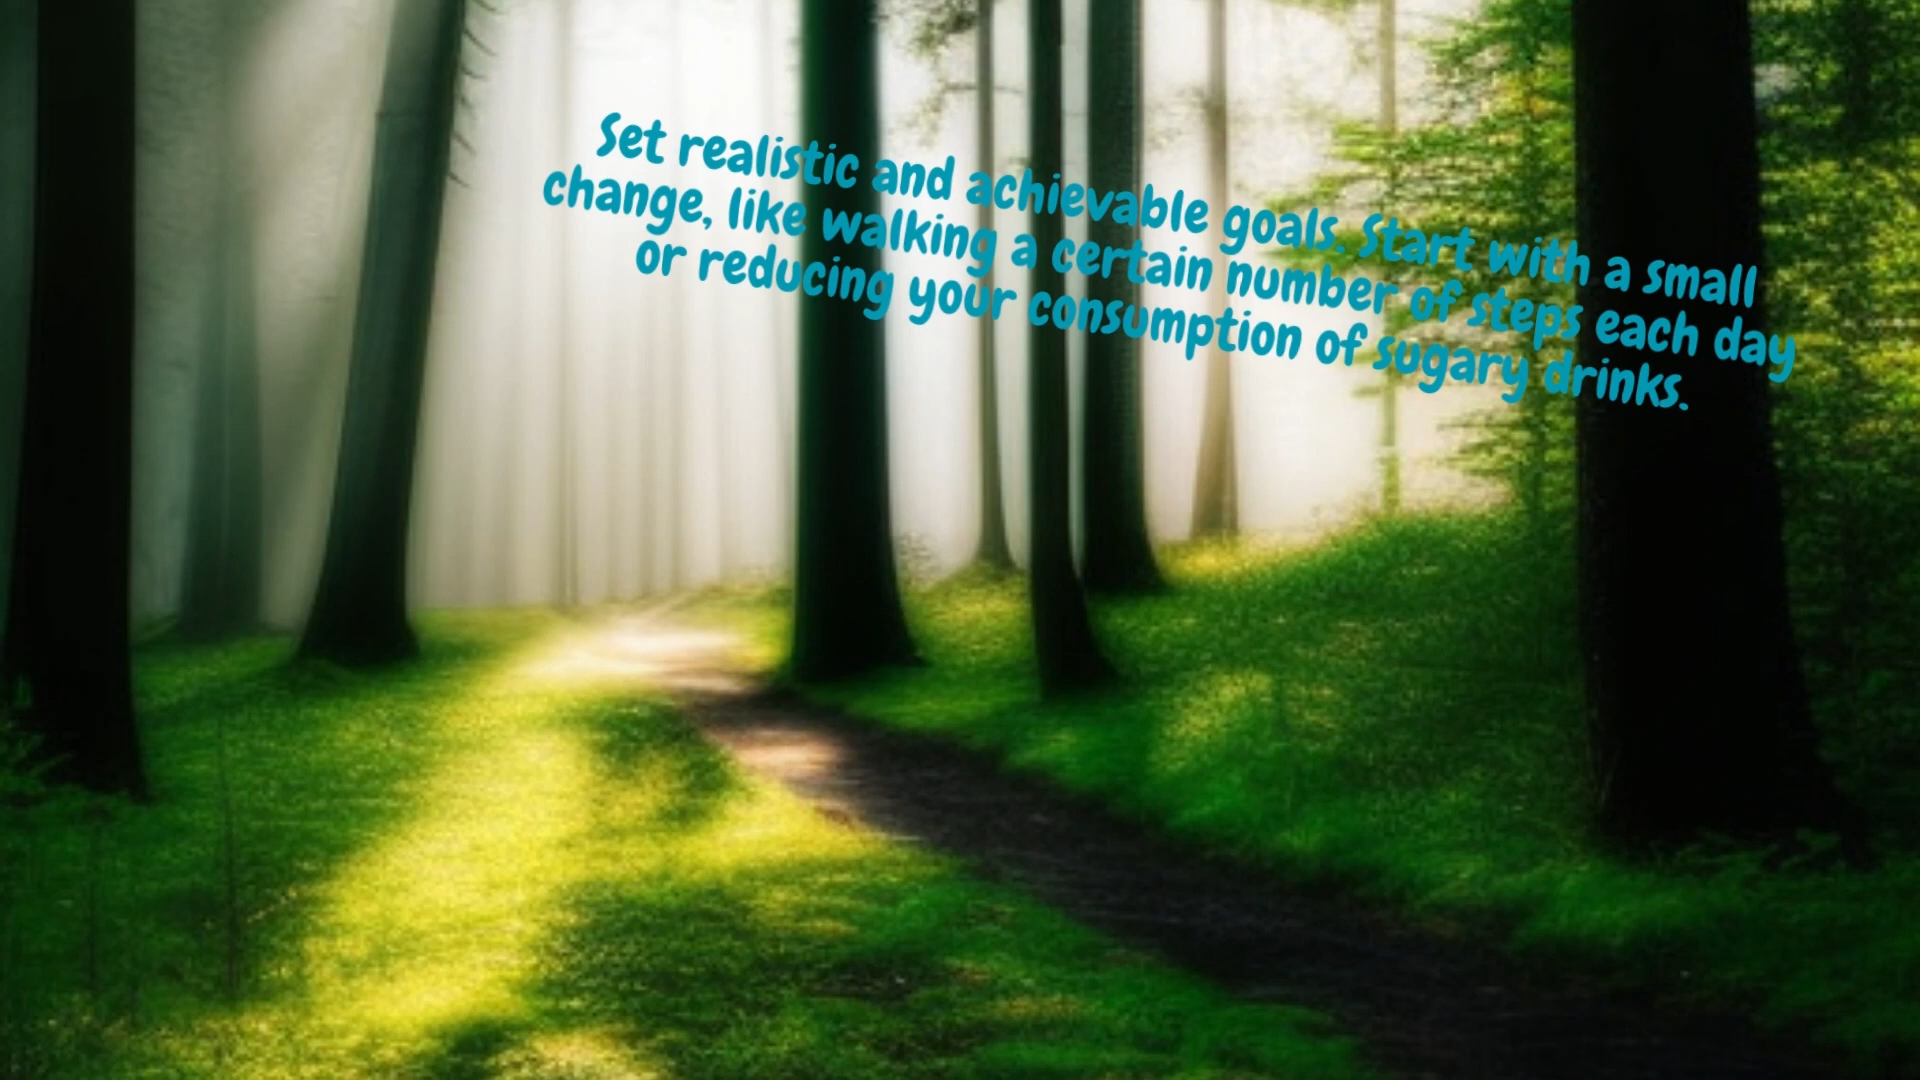 Set realistic and achievable goals. Start with a small
change, like walking a certain number of steps each day
or reducing your consumption of sugary drinks.